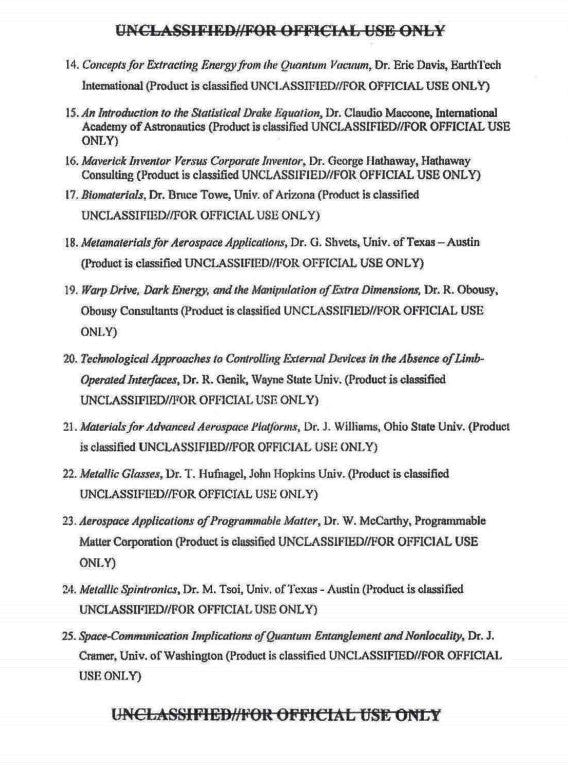 UNCLASSIFIED//FOR OFFICIAL USE ONLY
14. Concepts for Extracting Energy from the Quantum Vacuum, Dr. Eric Davis, EarthTech
International (Product is classified UNCLASSIFIED//FOR OFFICIAL USE ONLY)
15. An Introduction to the Statistical Drake Equation, Dr. Claudio Maccone, International
Academy of Astronautics (Product is classified UNCLASSIFIED//FOR OFFICIAL USE
ONLY)
16. Maverick Inventor Versus Corporate Inventor, Dr. George Hathaway, Hathaway
Consulting (Product is classified UNCLASSIFIED//FOR OFFICIAL USE ONLY)
17. Biomaterials, Dr. Bruce Towe, Univ. of Arizona (Product is classified
UNCLASSIFIED//FOR OFFICIAL USE ONLY)
18. Metamaterials for Aerospace Applications, Dr. G. Shvets, Univ. of Texas – Austin
(Product is classified UNCLASSIFIED//FOR OFFICIAL USE ONLY)
19. Warp Drive, Dark Energy, and the Manipulation of Extra Dimensions, Dr. R. Obousy,
Obousy Consultants (Product is classified UNCLASSIFIED//FOR OFFICIAL USE
ONLY)
20. Technological Approaches to Controlling External Devices in the Absence of Limb-
Operated Interfaces, Dr. R. Genik, Wayne State Univ. (Product is classified
UNCLASSIFIED//FOR OFFICIAL USE ONLY)
21. Materials for Advanced Aerospace Platforms, Dr. J. Williams, Ohio State Univ. (Product
is classified UNCLASSIFIED//FOR OFFICIAL USE ONLY)
22. Metallic Glasses, Dr. T. Hufnagel, John Hopkins Univ. (Product is classified
UNCLASSIFIED//FOR OFFICIAL USE ONLY)
23. Aerospace Applications of Programmable Matter, Dr. W. McCarthy, Programmable
Matter Corporation (Product is classified UNCLASSIFIED//FOR OFFICIAL USE
ONLY)
24. Metallic Spintronics, Dr. M. Tsoi, Univ. of Texas - Austin (Product is classified
UNCLASSIFIED//FOR OFFICIAL USE ONLY)
25. Space-Communication Implications of Quantum Entanglement and Nonlocality, Dr. J.
Cramer, Univ. of Washington (Product is classified UNCLASSIFIED//FOR OFFICIAL
USE ONLY)
UNCLASSIFIED//FOR OFFICIAL USE ONLY